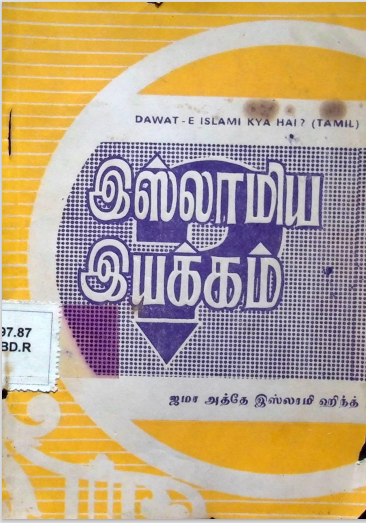 DAWAT-E ISLAMI KYA HAI? (TAMIL)
இஸ்லாமிய
இயக்கம்
97.87
BD.R
ஜமா அத்தே இஸ்லாமி ஹிந்த்